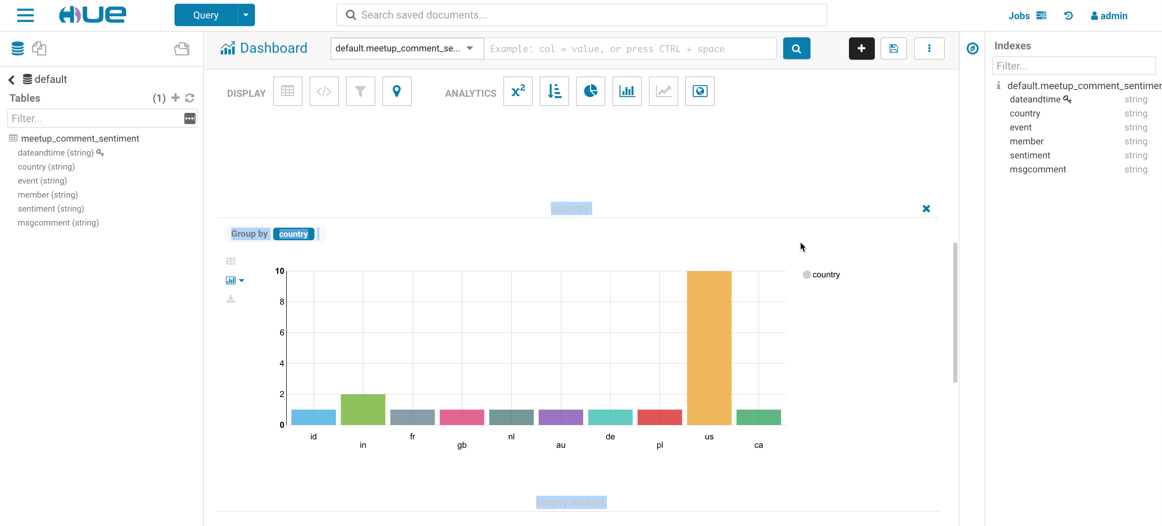 HUE
Query
Search saved documents...
Jobs
admin
default
Tables
(1)
Filter...
meetup_comment_sentiment
dateandtime (string)
country (string)
event (string)
member (string)
sentiment (string)
msgcomment (string)
Dashboard
default.meetup_comment_se...
Example: col = value, or press CTRL + space
DISPLAY
ANALYTICS
x²
country
Group by country
country
10
8
6
4
2
0
id
in
fr
gb
nl
au
de
pl
us
ca
Empty widget
Indexes
Filter...
default.meetup_comment_sentimer
dateandtime string
country string
event string
member string
sentiment string
msgcomment string